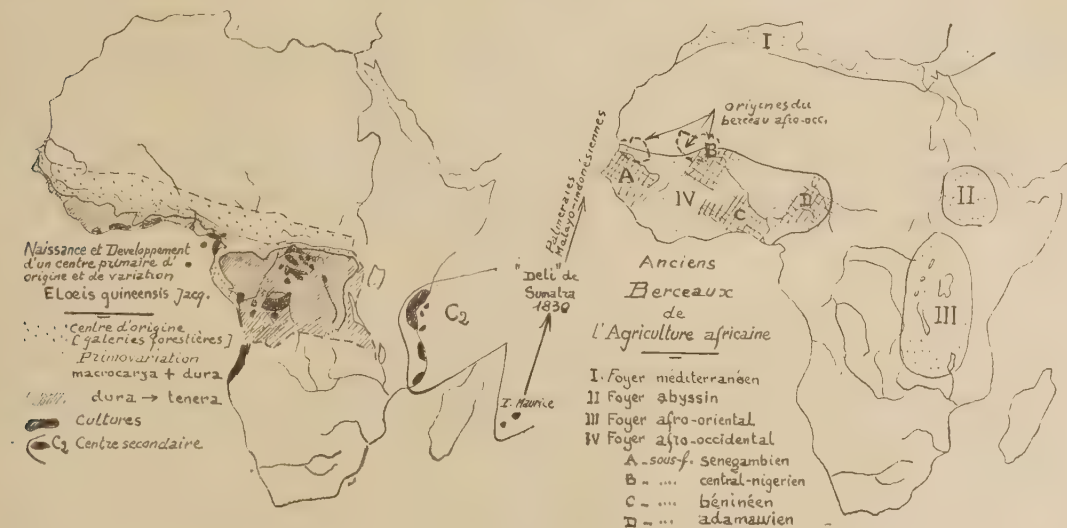 Naissance et Developpement
d'un centre primaire d'
origine et de variation
Elœis guineensis Jacq.
Centre d'origine
[galeries forestières]
Primovariation
macrocarya + dura
dura → tenera
Cultures
C2 Centre secondaire
C2
I. Maurice
"Deli" de
Sumatra
1830
Palmeraies
Malayo-indonésiennes
I
origines du
berceau afro-occ.
A
B
IV
C
D
II
III
Anciens
Berceaux
de
l'Agriculture africaine
I. Foyer méditerranéen
II Foyer abyssin
III Foyer afro-oriental
IV Foyer afro-occidental
A - sous-f. Sénégambien
B - .... central-nigerien
C - .... béninéen
D - .... adamawien